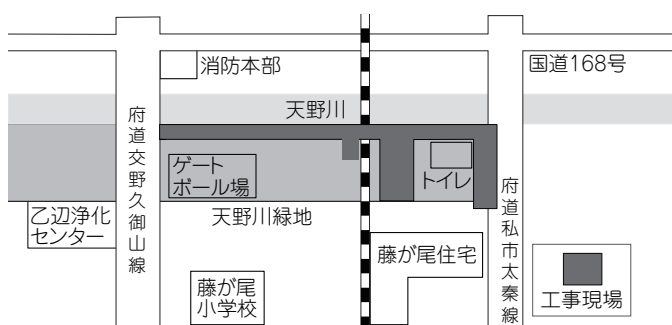 消防本部
国道168号
天野川
府道交野久御山線
ゲート
ボール場
トイレ
乙辺浄化
センター
天野川緑地
府道私市太秦線
藤が尾住宅
藤が尾
小学校
工事現場